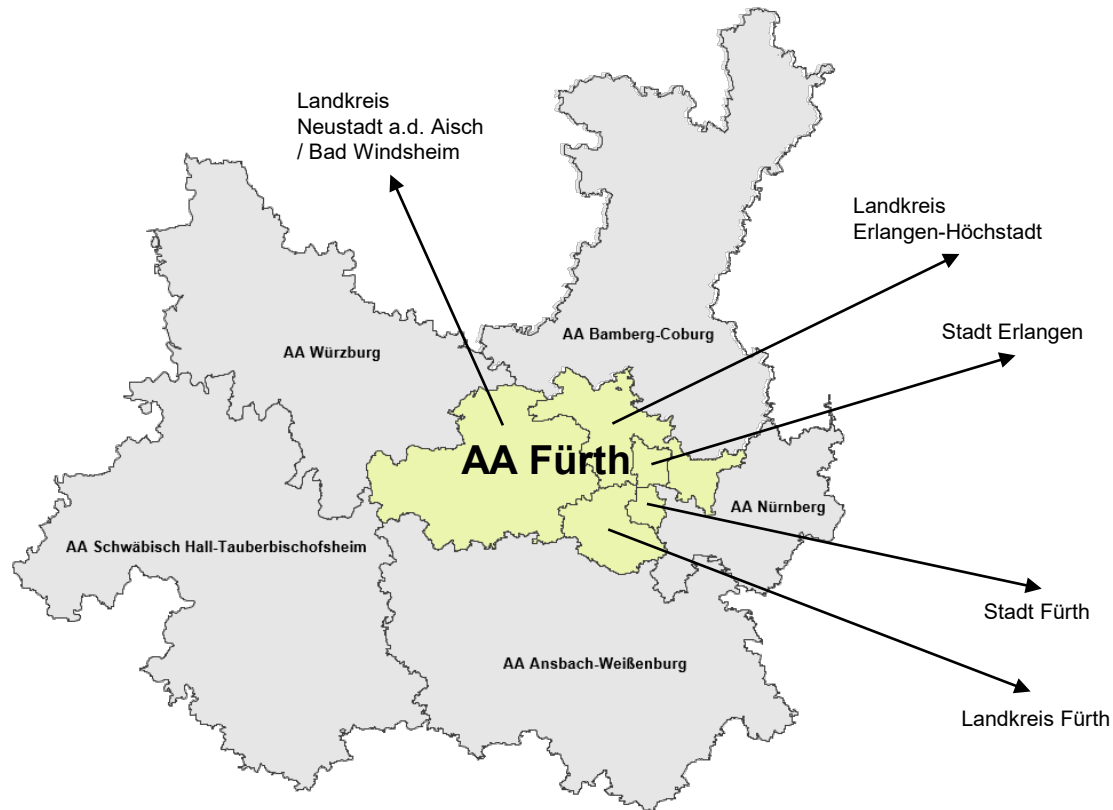 Landkreis
Neustadt a.d. Aisch
/ Bad Windsheim
Landkreis
Erlangen-Höchstadt
Stadt Erlangen
AA Bamberg-Coburg
AA Würzburg
AA Fürth
AA Nürnberg
AA Schwäbisch Hall-Tauberbischofsheim
Stadt Fürth
AA Ansbach-Weißenburg
Landkreis Fürth